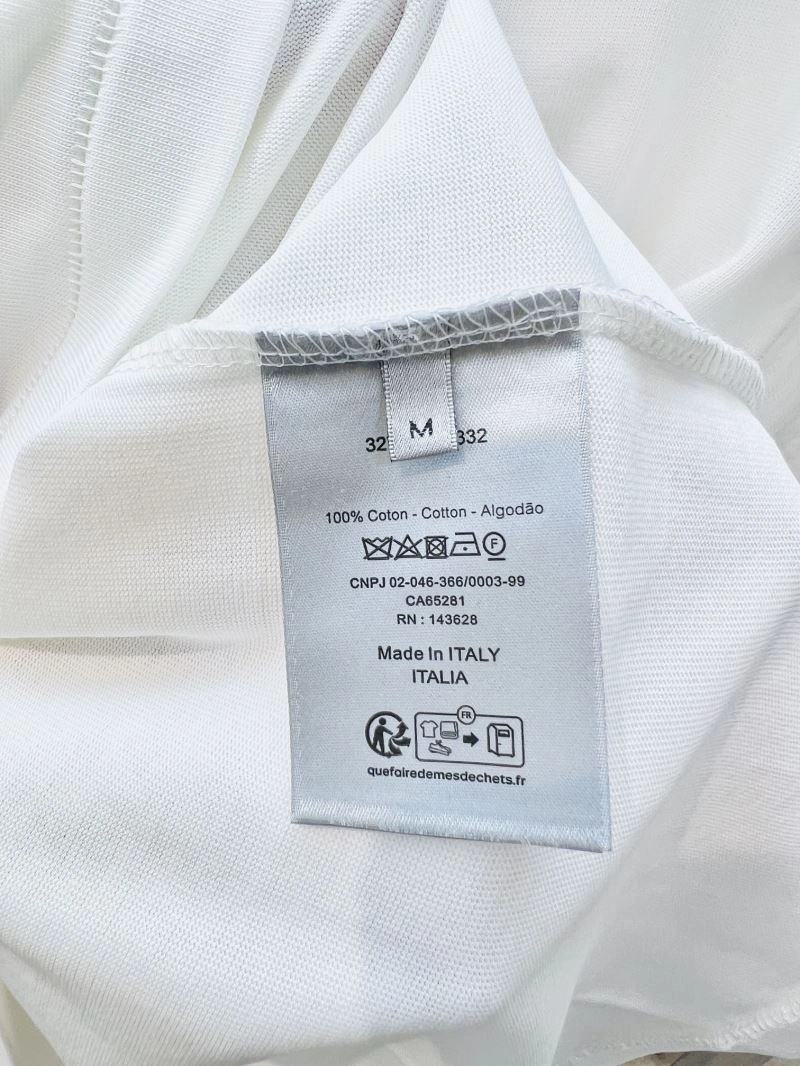 M
32 332
100% Coton - Cotton - Algodão
F
CNPJ 02-046-366/0003-99
CA65281
RN : 143628
Made In ITALY
ITALIA
FR
quefairedemesdechets.fr